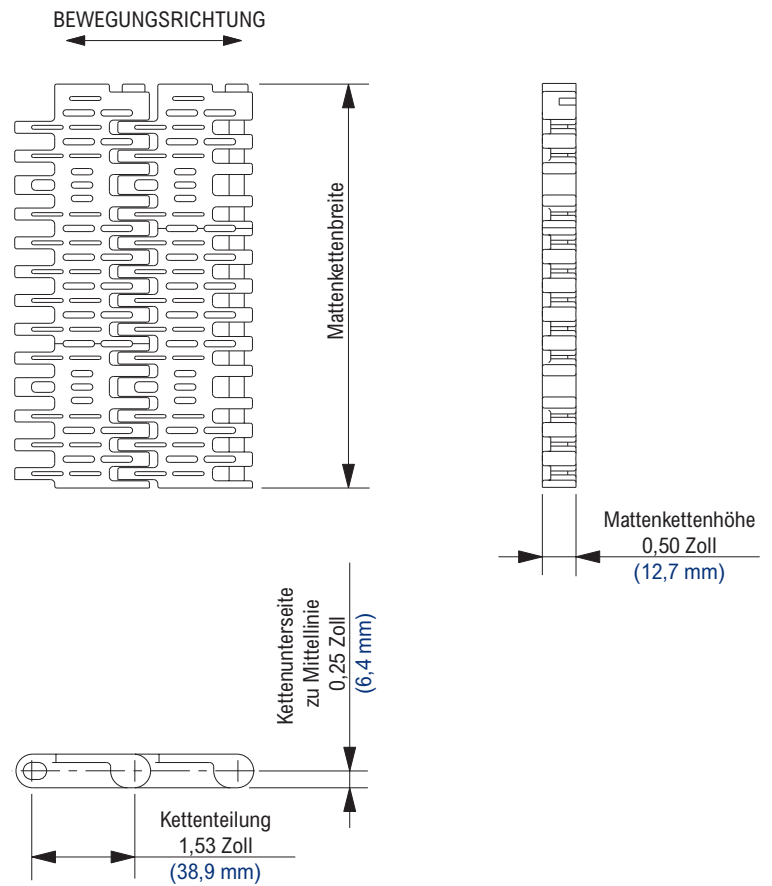 BEWEGUNGSRICHTUNG
Mattenkettenbreite
Mattenkettenhöhe
0,50 Zoll
(12,7 mm)
Kettenunterseite
zu Mittellinie
0,25 Zoll
(6,4 mm)
Kettenteilung
1,53 Zoll
(38,9 mm)